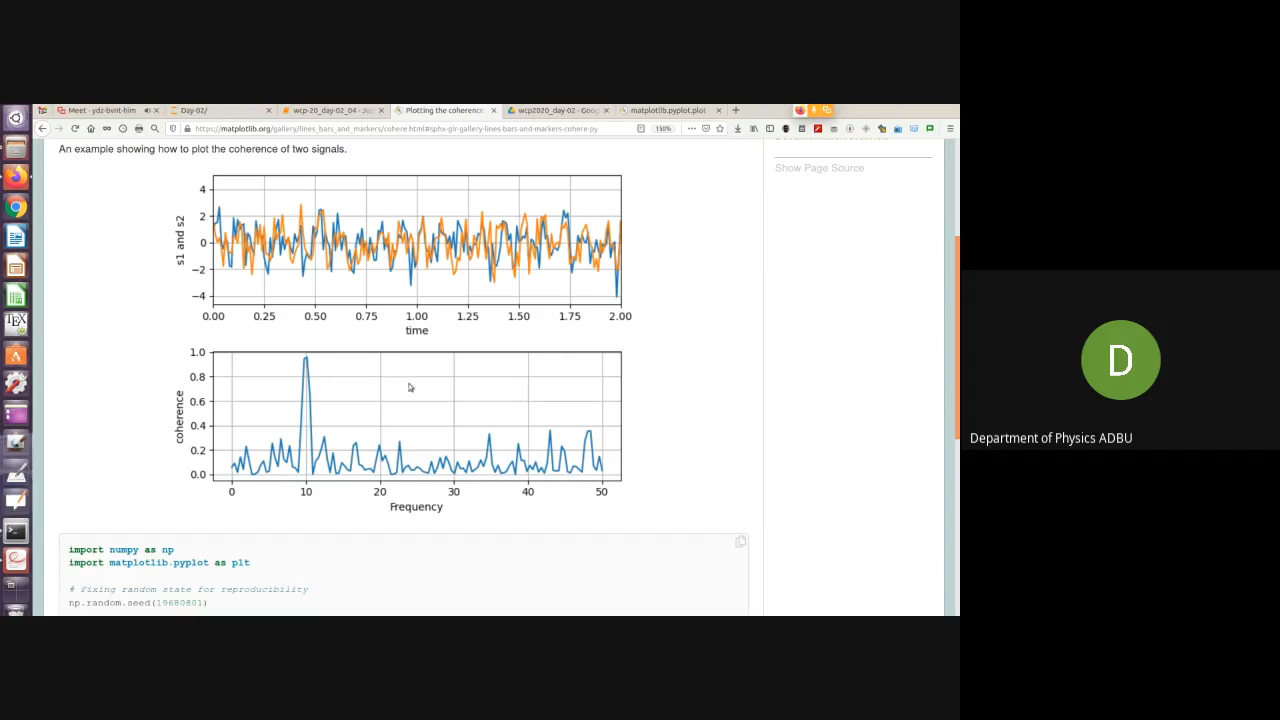 Meet - ydz-bvnt-him
Day-02/
wcp-20_day-02_04 - Ju
Plotting the coherence
wcp2020_day-02 - Goog
matplotlib.pyplot.plot
https://matplotlib.org/gallery/lines_bars_and_markers/cohere.html#sphx-glr-gallery-lines-bars-and-markers-cohere-py
150%
An example showing how to plot the coherence of two signals.
Show Page Source
4
2
0
−2
−4
s1 and s2
0.00 0.25 0.50 0.75 1.00 1.25 1.50 1.75 2.00
time
1.0
0.8
0.6
0.4
0.2
0.0
coherence
0 10 20 30 40 50
Frequency
import numpy as np
import matplotlib.pyplot as plt
# Fixing random state for reproducibility
np.random.seed(19680801)
TEX
D
Department of Physics ADBU